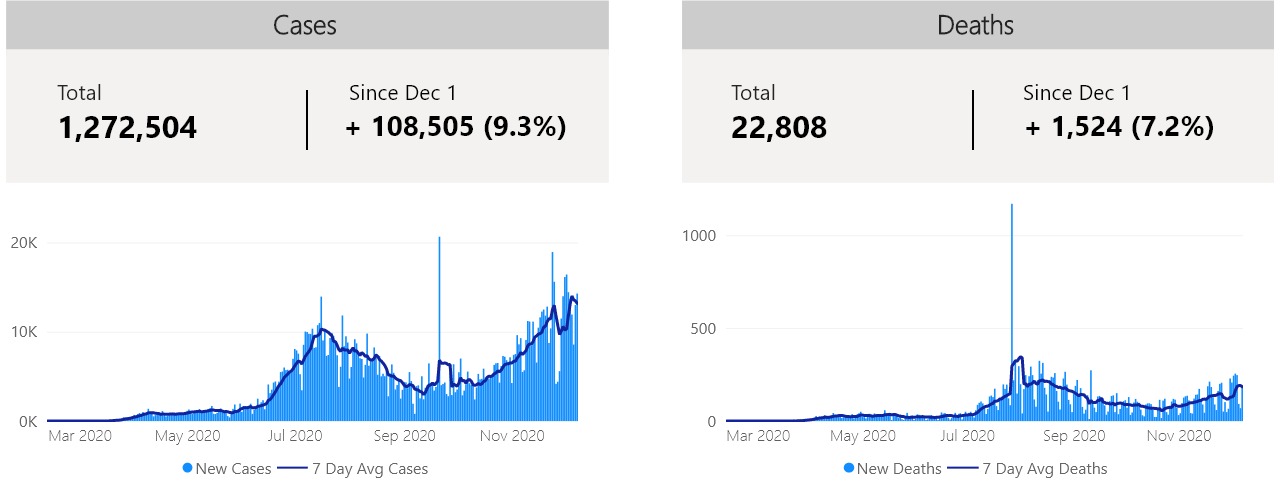 Cases
Total
1,272,504
Since Dec 1
+ 108,505 (9.3%)
20K
10K
0K
Mar 2020
May 2020
Jul 2020
Sep 2020
Nov 2020
New Cases
7 Day Avg Cases
Deaths
Total
22,808
Since Dec 1
+ 1,524 (7.2%)
1000
500
0
Mar 2020
May 2020
Jul 2020
Sep 2020
Nov 2020
New Deaths
7 Day Avg Deaths